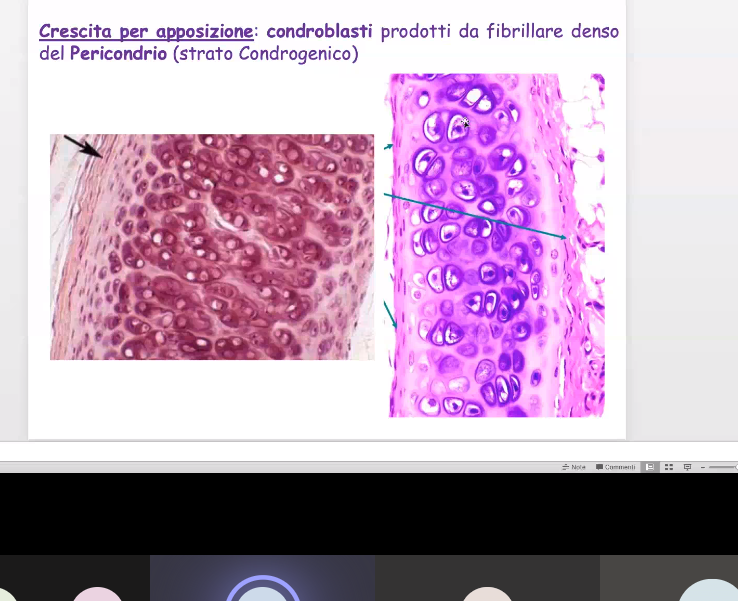 Crescita per apposizione: condroblasti prodotti da fibrillare denso
del Pericondrio (strato Condrogenico)
Note Commenti